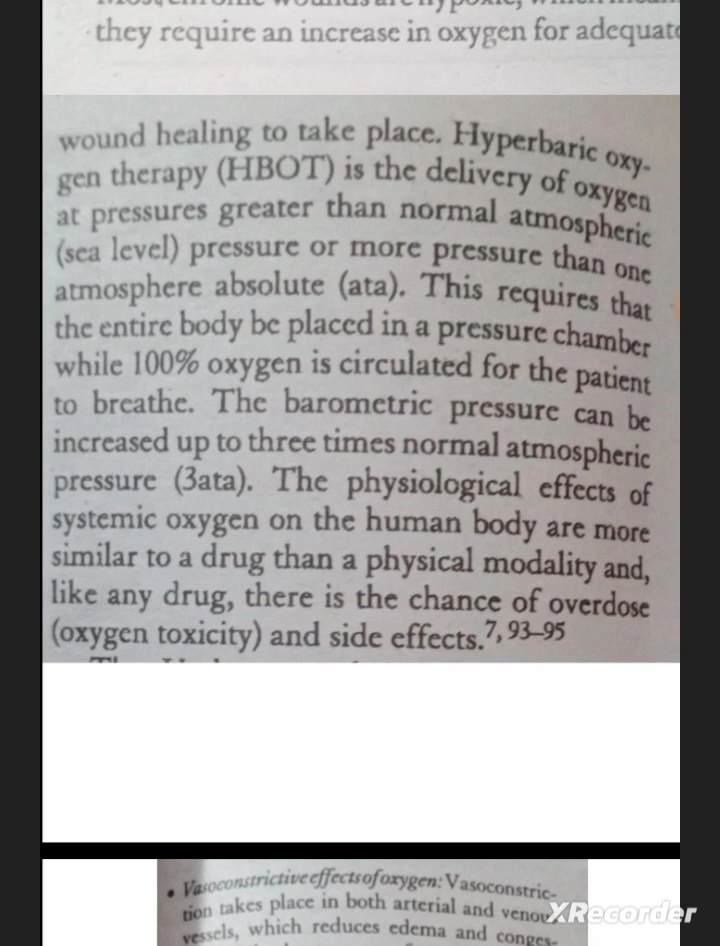 they require an increase in oxygen for adequat
wound healing to take place. Hyperbaric oxy-
gen therapy (HBOT) is the delivery of oxygen
at pressures greater than normal atmospheric
(sea level) pressure or more pressure than one
atmosphere absolute (ata). This requires that
the entire body be placed in a pressure chamber
while 100% oxygen is circulated for the patient
to breathe. The barometric pressure can be
increased up to three times normal atmospheric
pressure (3ata). The physiological effects of
systemic oxygen on the human body are more
similar to a drug than a physical modality and,
like any drug, there is the chance of overdose
(oxygen toxicity) and side effects.7, 93–95
• Vasoconstrictive effects of oxygen: Vasoconstric-
tion takes place in both arterial and venous
vessels, which reduces edema and conges-
XRecorder